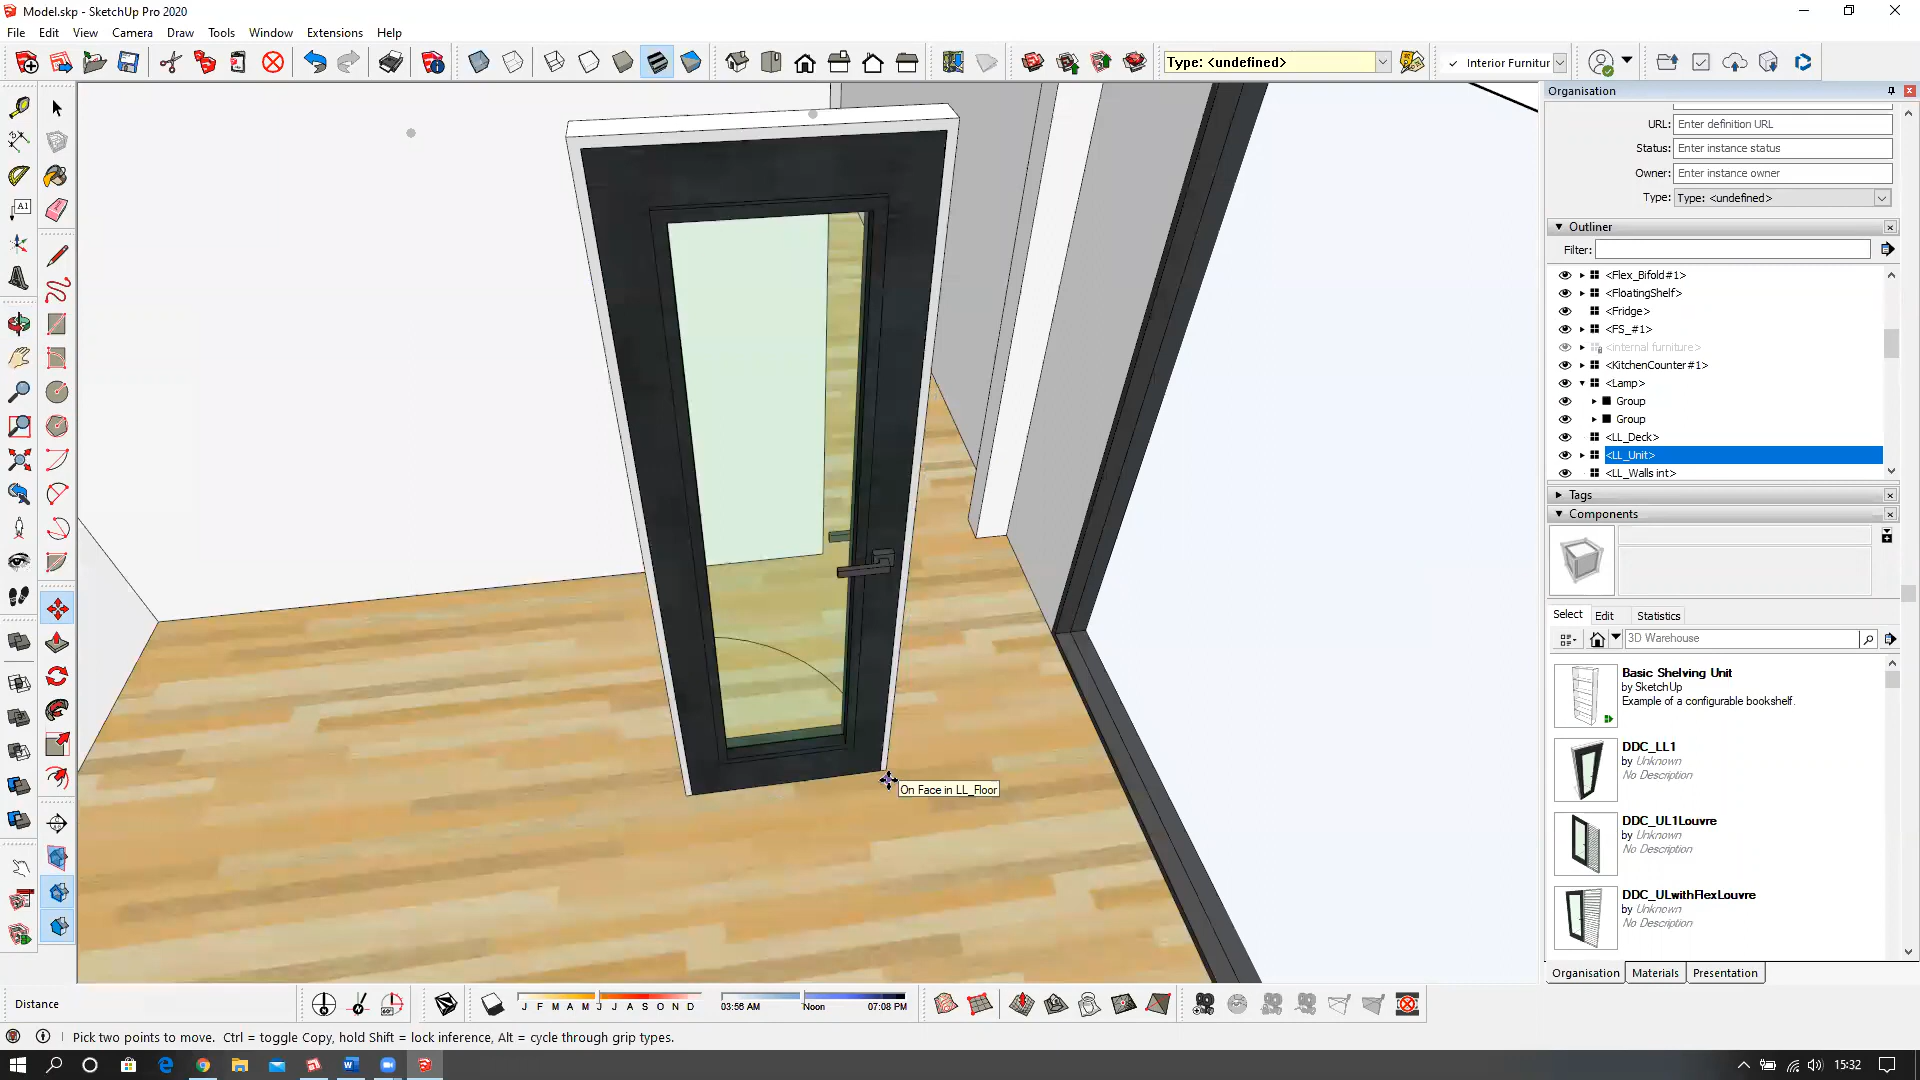 Model.skp - SketchUp Pro 2020
File Edit View Camera Draw Tools Window Extensions Help
Type: <undefined>
Interior Furnitur
A1
Organisation
URL: Enter definition URL
Status: Enter instance status
Owner: Enter instance owner
Type: Type: <undefined>
Outliner
Filter:
<Flex_Bifold#1>
<FloatingShelf>
<Fridge>
<FS_#1>
<internal furniture>
<KitchenCounter#1>
<Lamp>
Group
Group
<LL_Deck>
<LL_Unit>
<LL_Walls int>
Tags
Components
Select Edit Statistics
3D Warehouse
Basic Shelving Unit
by SketchUp
Example of a configurable bookshelf.
DDC_LL1
by Unknown
No Description
DDC_UL1Louvre
by Unknown
No Description
DDC_ULwithFlexLouvre
by Unknown
No Description
On Face in LL_Floor
Organisation Materials Presentation
Distance
J F M A M J J A S O N D
03:56 AM Noon 07:08 PM
Pick two points to move. Ctrl = toggle Copy, hold Shift = lock inference, Alt = cycle through grip types.
15:32